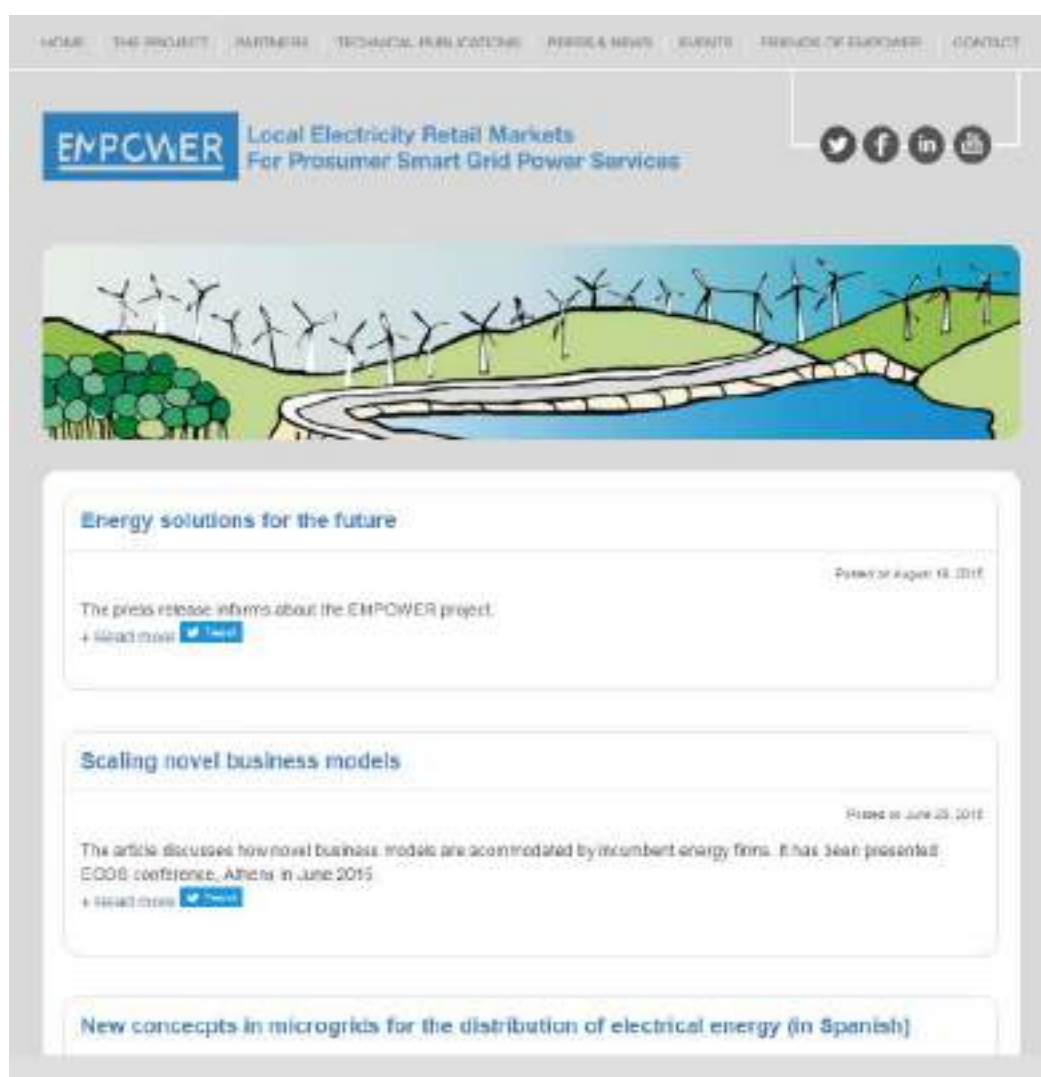 HOME THE PROJECT PARTNERS TECHNICAL PUBLICATIONS PRESS & NEWS EVENTS FRIENDS OF EMPOWER CONTACT
EMPOWER
Local Electricity Retail Markets
For Prosumer Smart Grid Power Services
Energy solutions for the future
Posted on August 2015
The press release informs about the EMPOWER project.
+ Read more Tweet
Scaling novel business models
Posted on June 2015
The article discusses how novel business models are acommodated by incumbent energy firms. It has been presented
conference, Athens in June 2015
+ Read more Tweet
New concecpts in microgrids for the distribution of electrical energy (in Spanish)